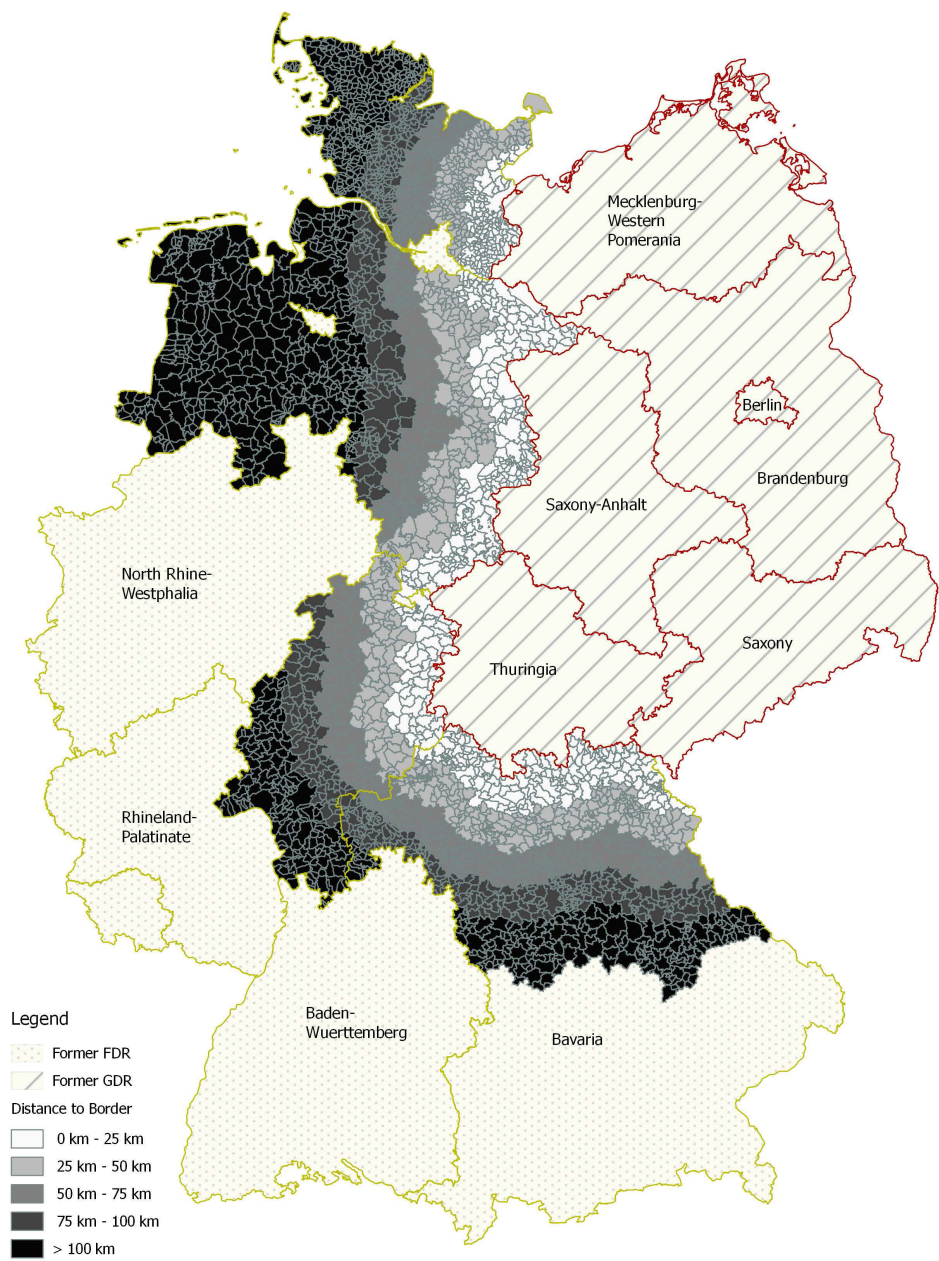 Mecklenburg-
Western
Pomerania
Berlin
Brandenburg
Saxony-Anhalt
North Rhine-
Westphalia
Saxony
Thuringia
Rhineland-
Palatinate
Baden-
Wuerttemberg
Bavaria
Legend
Former FDR
Former GDR
Distance to Border
0 km - 25 km
25 km - 50 km
50 km - 75 km
75 km - 100 km
> 100 km